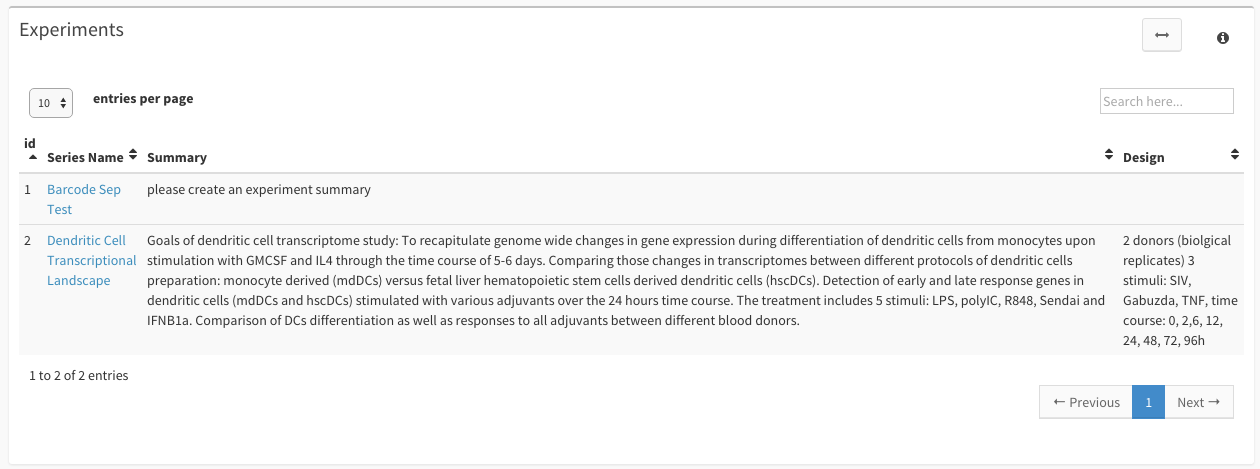 Experiments
10 entries per page
Search here...
id Series Name Summary Design
1 Barcode Sep Test please create an experiment summary
2 Dendritic Cell Transcriptional Landscape
Goals of dendritic cell transcriptome study: To recapitulate genome wide changes in gene expression during differentiation of dendritic cells from monocytes upon
stimulation with GMCSF and IL4 through the time course of 5-6 days. Comparing those changes in transcriptomes between different protocols of dendritic cells
preparation: monocyte derived (mdDCs) versus fetal liver hematopoietic stem cells derived dendritic cells (hscDCs). Detection of early and late response genes in
dendritic cells (mdDCs and hscDCs) stimulated with various adjuvants over the 24 hours time course. The treatment includes 5 stimuli: LPS, polyIC, R848, Sendai and
IFNB1a. Comparison of DCs differentiation as well as responses to all adjuvants between different blood donors.
2 donors (biolgical
replicates) 3
stimuli: SIV,
Gabuzda, TNF, time
course: 0, 2,6, 12,
24, 48, 72, 96h
1 to 2 of 2 entries
← Previous 1 Next →